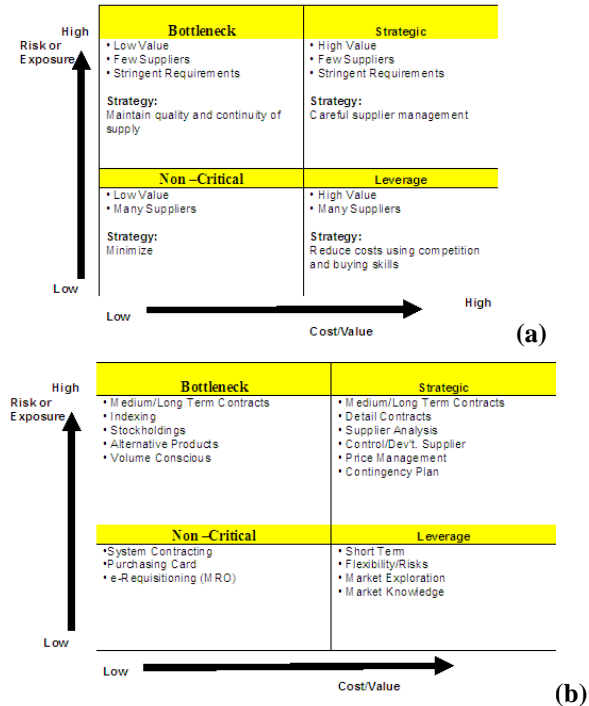 High
Risk or
Exposure
Low
Bottleneck
• Low Value
• Few Suppliers
• Stringent Requirements
Strategy:
Maintain quality and continuity of
supply
Strategic
• High Value
• Few Suppliers
• Stringent Requirements
Strategy:
Careful supplier management
Non –Critical
• Low Value
• Many Suppliers
Strategy:
Minimize
Leverage
• High Value
• Many Suppliers
Strategy:
Reduce costs using competition
and buying skills
Low
High
Cost/Value
(a)
High
Risk or
Exposure
Low
Bottleneck
• Medium/Long Term Contracts
• Indexing
• Stockholdings
• Alternative Products
• Volume Conscious
Strategic
• Medium/Long Term Contracts
• Detail Contracts
• Supplier Analysis
• Control/Dev't. Supplier
• Price Management
• Contingency Plan
Non –Critical
•System Contracting
•Purchasing Card
• e-Requisitioning (MRO)
Leverage
• Short Term
• Flexibility/Risks
• Market Exploration
• Market Knowledge
Low
Cost/Value
(b)